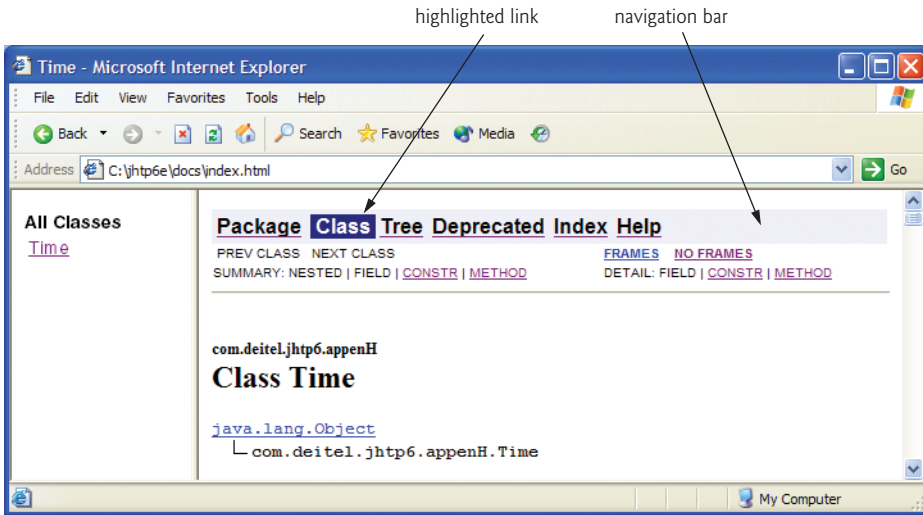 highlighted link navigation bar
Time - Microsoft Internet Explorer
File Edit View Favorites Tools Help
Back Search Favorites Media
Address C:\jhtp6e\docs\index.html Go
All Classes
Time
Package Class Tree Deprecated Index Help
PREV CLASS NEXT CLASS FRAMES NO FRAMES
SUMMARY: NESTED | FIELD | CONSTR | METHOD DETAIL: FIELD | CONSTR | METHOD
com.deitel.jhtp6.appenH
Class Time
java.lang.Object
com.deitel.jhtp6.appenH.Time
My Computer